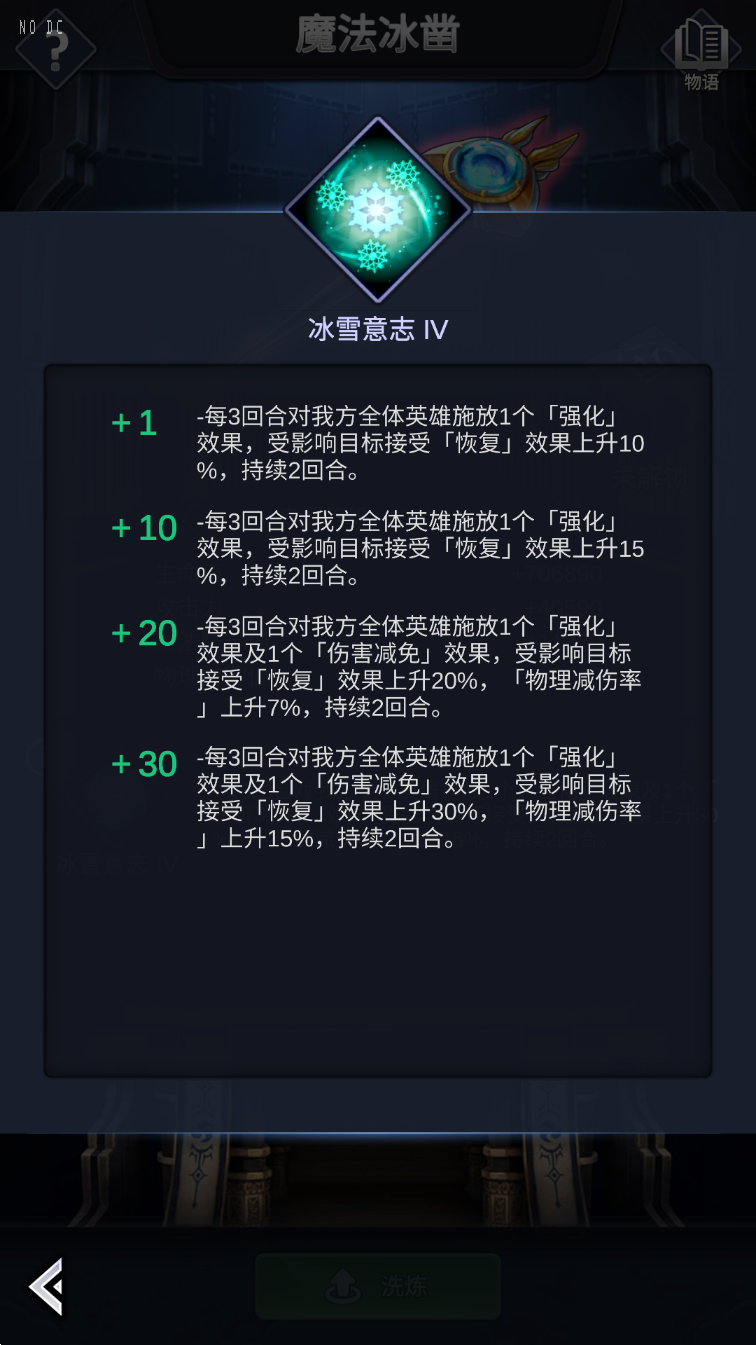 NO DC
魔法冰凿
物语
冰雪意志 IV
+1
-每3回合对我方全体英雄施放1个「强化」
效果，受影响目标接受「恢复」效果上升10
%，持续2回合。
+10
-每3回合对我方全体英雄施放1个「强化」
效果，受影响目标接受「恢复」效果上升15
%，持续2回合。
+20
-每3回合对我方全体英雄施放1个「强化」
效果及1个「伤害减免」效果，受影响目标
接受「恢复」效果上升20%，「物理减伤率
」上升7%，持续2回合。
+30
-每3回合对我方全体英雄施放1个「强化」
效果及1个「伤害减免」效果，受影响目标
接受「恢复」效果上升30%，「物理减伤率
」上升15%，持续2回合。
洗炼